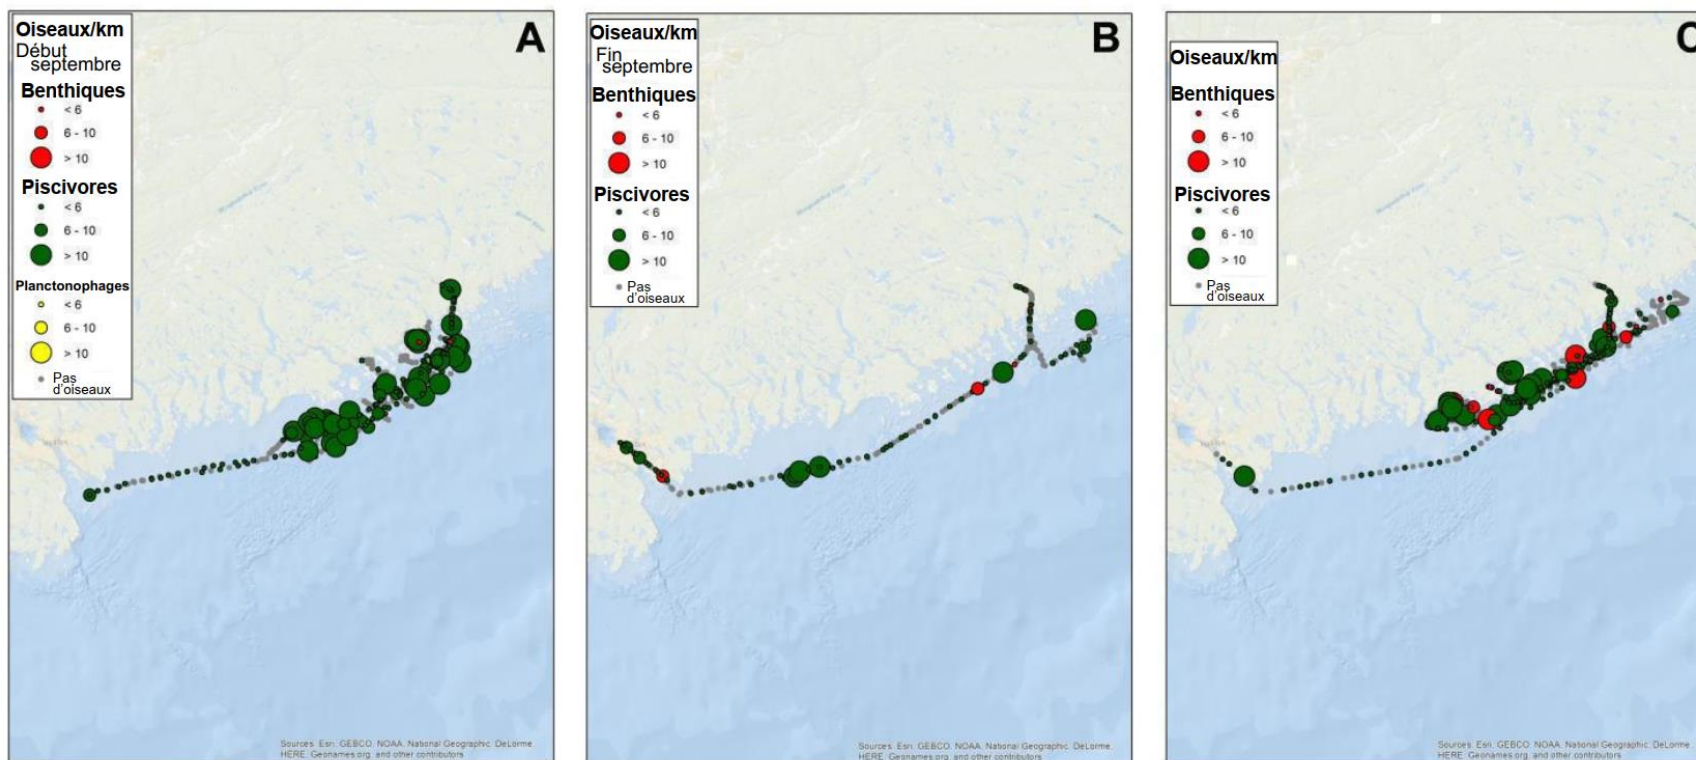 A
Oiseaux/km
Début
septembre
Benthiques
< 6
6 - 10
> 10
Piscivores
< 6
6 - 10
> 10
Planctonophages
< 6
6 - 10
> 10
Pas
d'oiseaux
Sources: Esri, GEBCO, NOAA, National Geographic, DeLorme,
HERE, Geonames.org, and other contributors
B
Oiseaux/km
Fin
septembre
Benthiques
< 6
6 - 10
> 10
Piscivores
< 6
6 - 10
> 10
Pas
d'oiseaux
Sources: Esri, GEBCO, NOAA, National Geographic, DeLorme,
HERE, Geonames.org, and other contributors
C
Oiseaux/km
Benthiques
< 6
6 - 10
> 10
Piscivores
< 6
6 - 10
> 10
Pas
d'oiseaux
Sources: Esri, GEBCO, NOAA, National Geographic, DeLorme,
HERE, Geonames.org, and other contributors